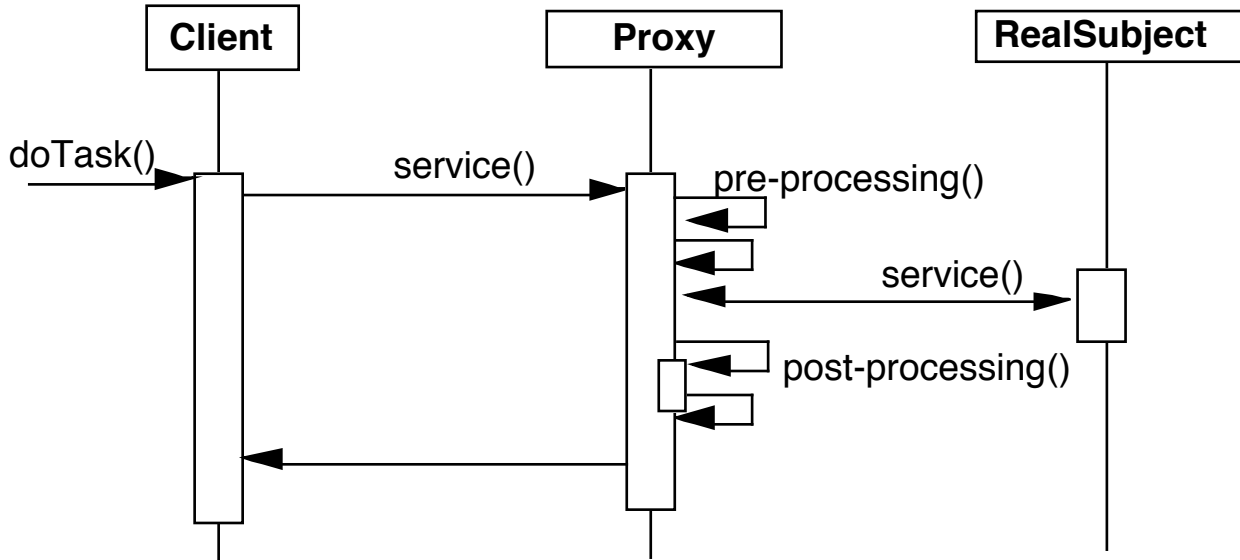 Client
Proxy
RealSubject
doTask()
service()
pre-processing()
service()
post-processing()